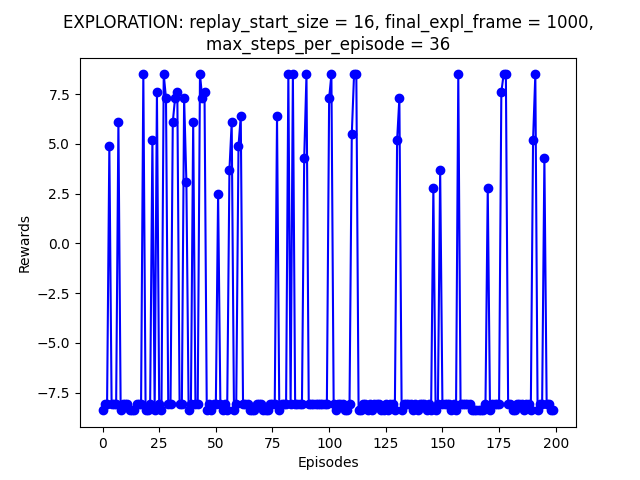 EXPLORATION: replay_start_size = 16, final_expl_frame = 1000,
max_steps_per_episode = 36
7.5
5.0
2.5
0.0
−2.5
−5.0
−7.5
Rewards
0 25 50 75 100 125 150 175 200
Episodes